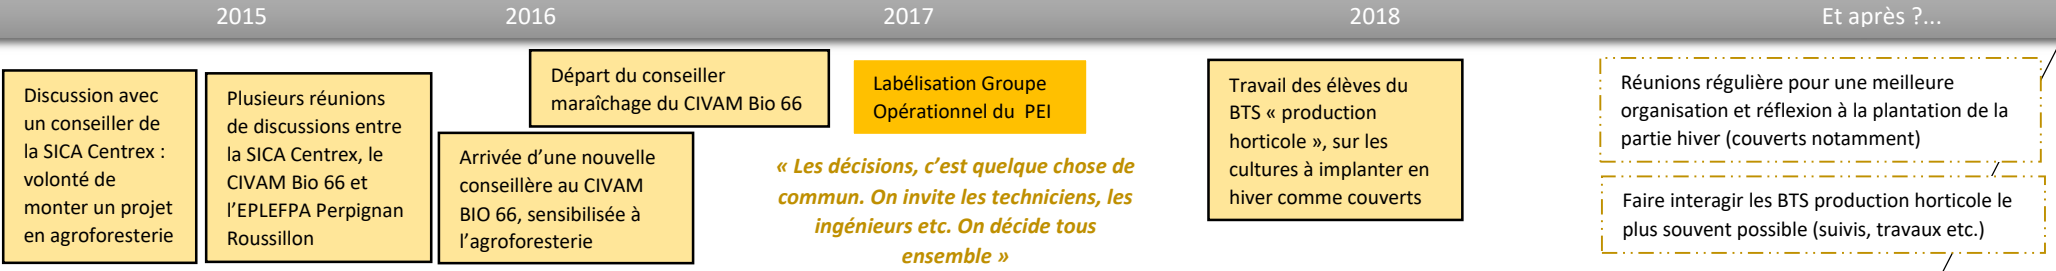 2015
2016
2017
2018
Et après ?...
Discussion avec
un conseiller de
la SICA Centrex :
volonté de
monter un projet
en agroforesterie
Plusieurs réunions
de discussions entre
la SICA Centrex, le
CIVAM Bio 66 et
l’EPLEFPA Perpignan
Roussillon
Départ du conseiller
maraîchage du CIVAM Bio 66
Arrivée d’une nouvelle
conseillère au CIVAM
BIO 66, sensibilisée à
l’agroforesterie
Labélisation Groupe
Opérationnel du PEI
« Les décisions, c’est quelque chose de
commun. On invite les techniciens, les
ingénieurs etc. On décide tous
ensemble »
Travail des élèves du
BTS « production
horticole », sur les
cultures à implanter en
hiver comme couverts
Réunions régulière pour une meilleure
organisation et réflexion à la plantation de la
partie hiver (couverts notamment)
Faire interagir les BTS production horticole le
plus souvent possible (suivis, travaux etc.)